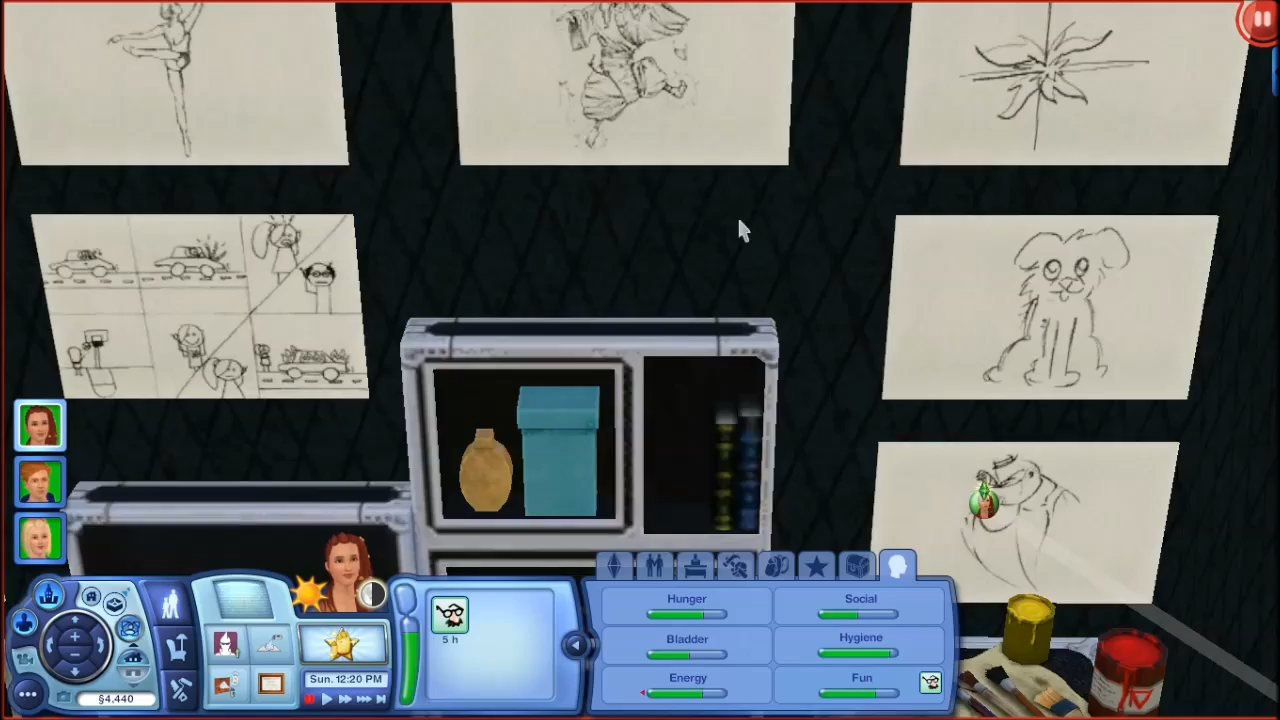 5 h
Hunger
Social
Bladder
Hygiene
Energy
Fun
Sun. 12:20 PM
§4,440